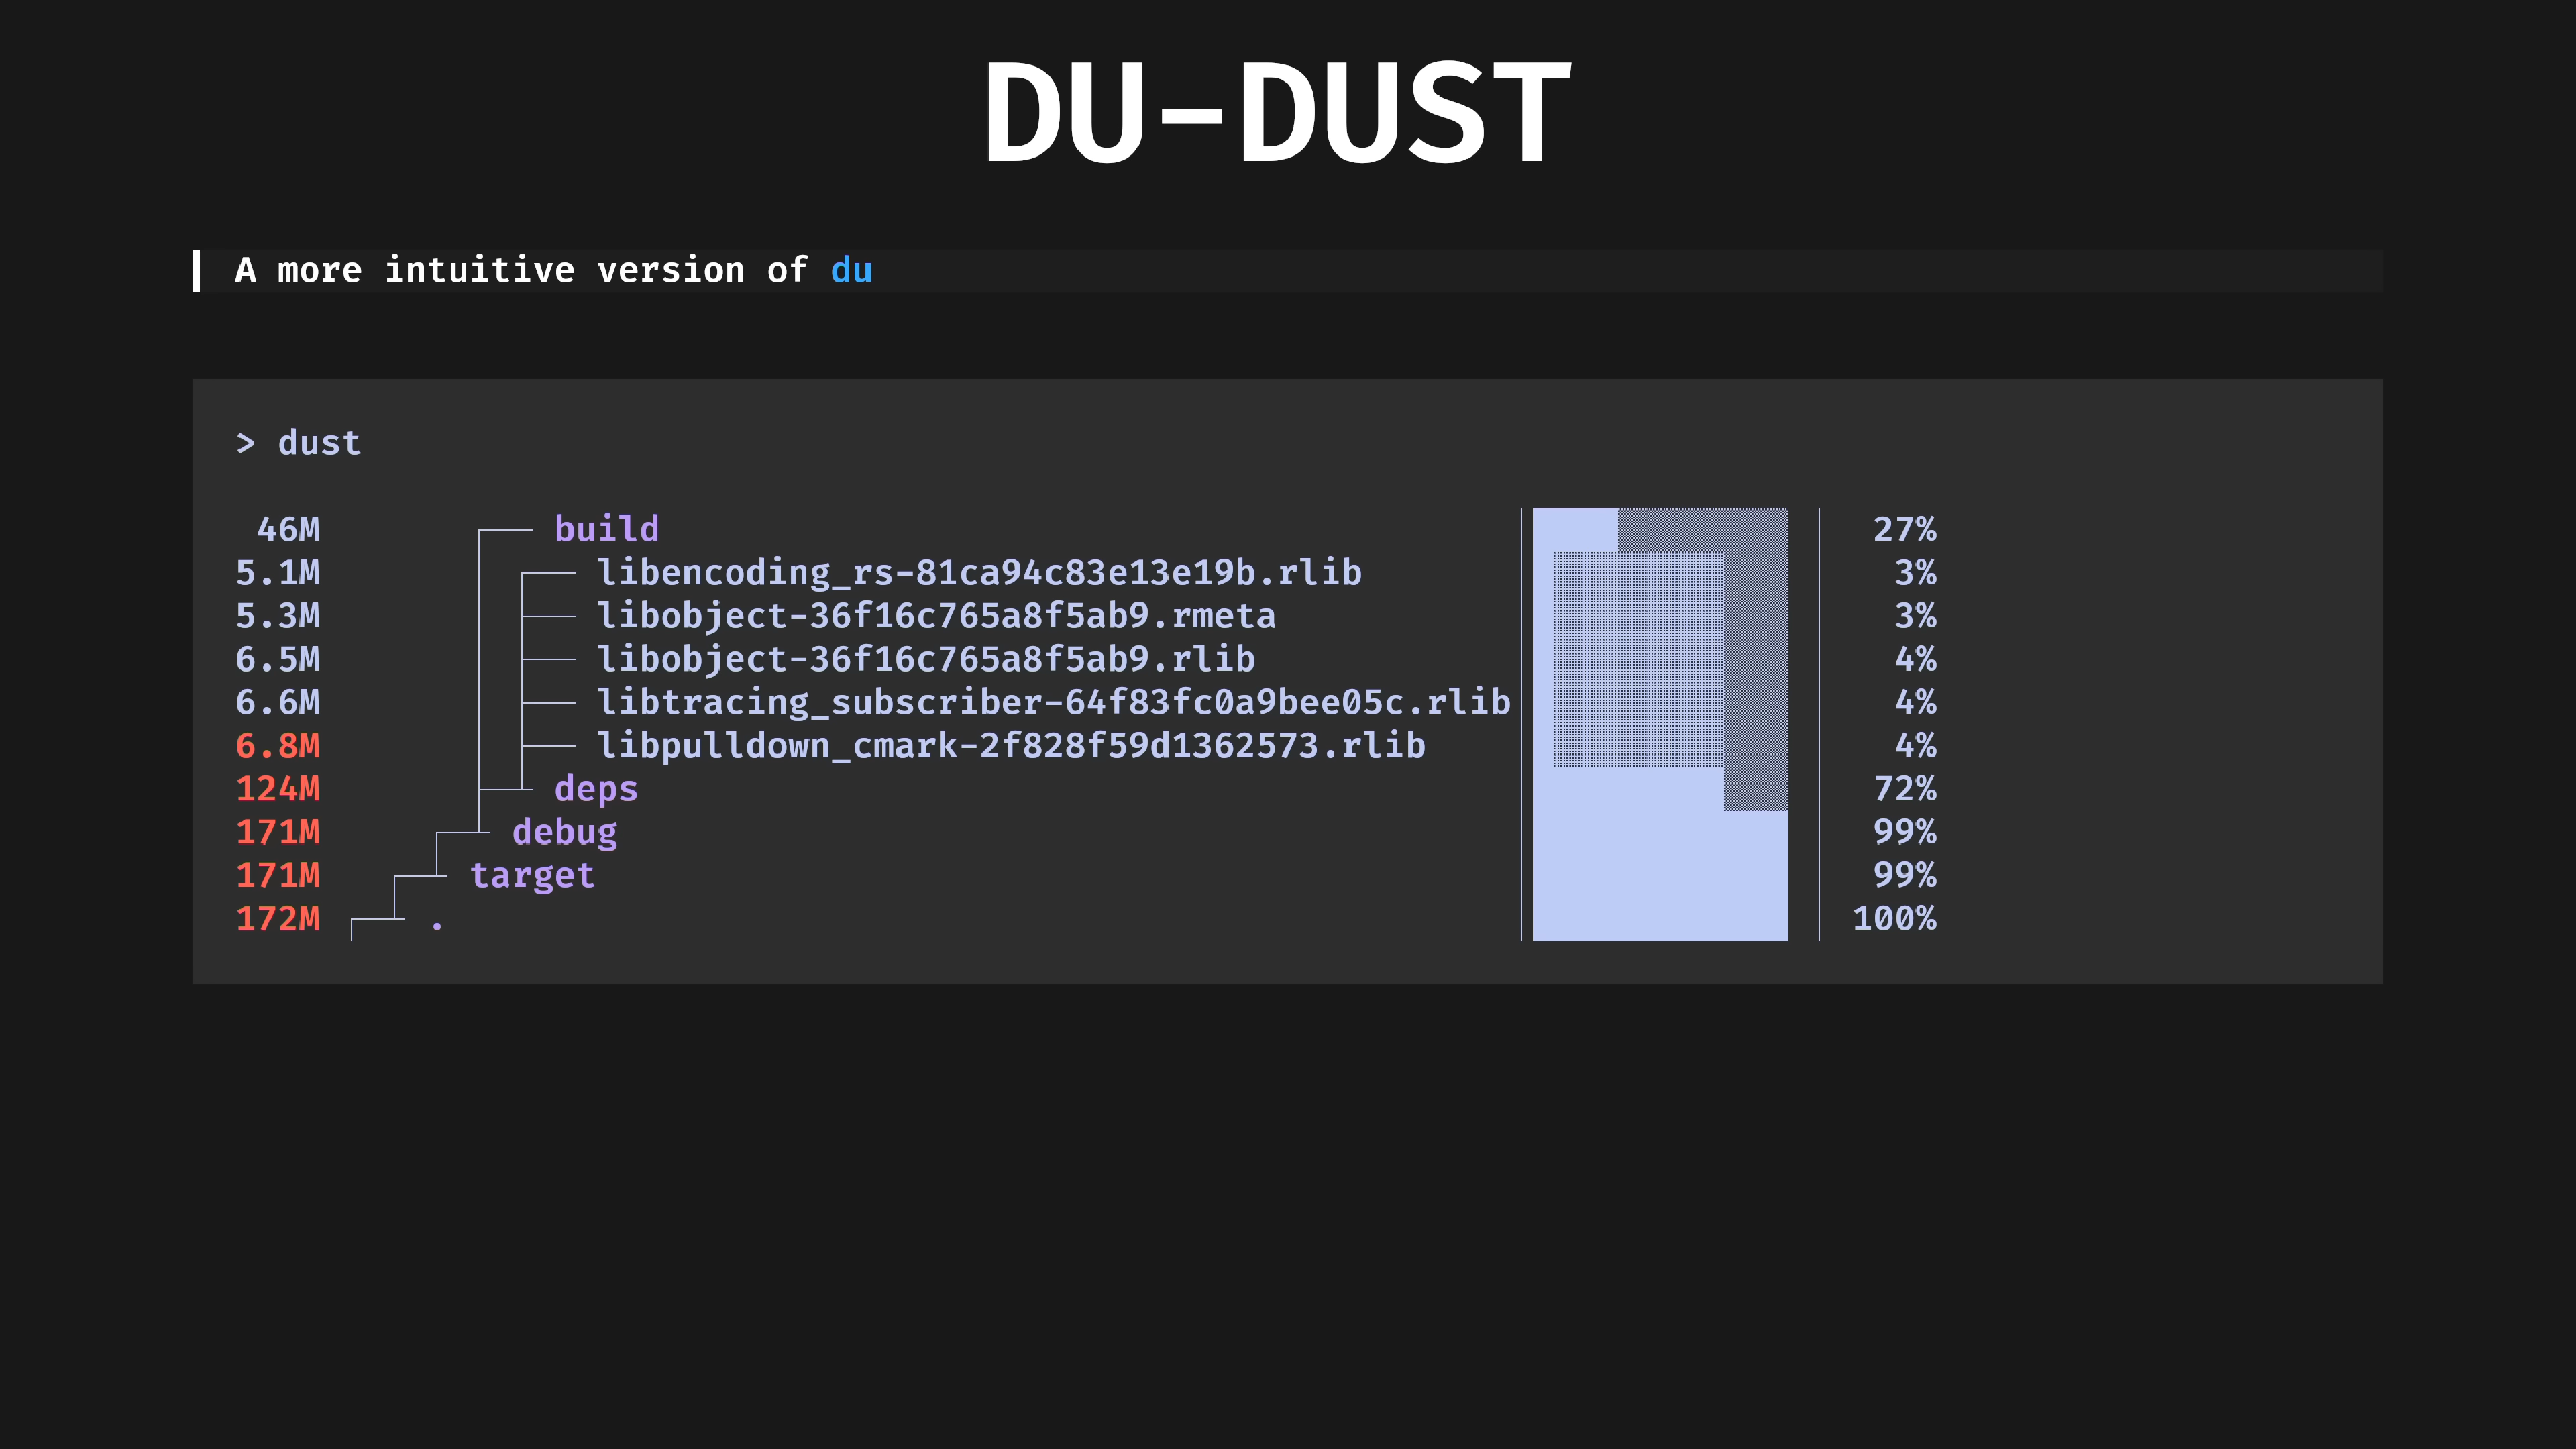 DU-DUST
A more intuitive version of du
> dust
46M build 27%
5.1M libencoding_rs-81ca94c83e13e19b.rlib 3%
5.3M libobject-36f16c765a8f5ab9.rmeta 3%
6.5M libobject-36f16c765a8f5ab9.rlib 4%
6.6M libtracing_subscriber-64f83fc0a9bee05c.rlib 4%
6.8M libpulldown_cmark-2f828f59d1362573.rlib 4%
124M deps 72%
171M debug 99%
171M target 99%
172M . 100%